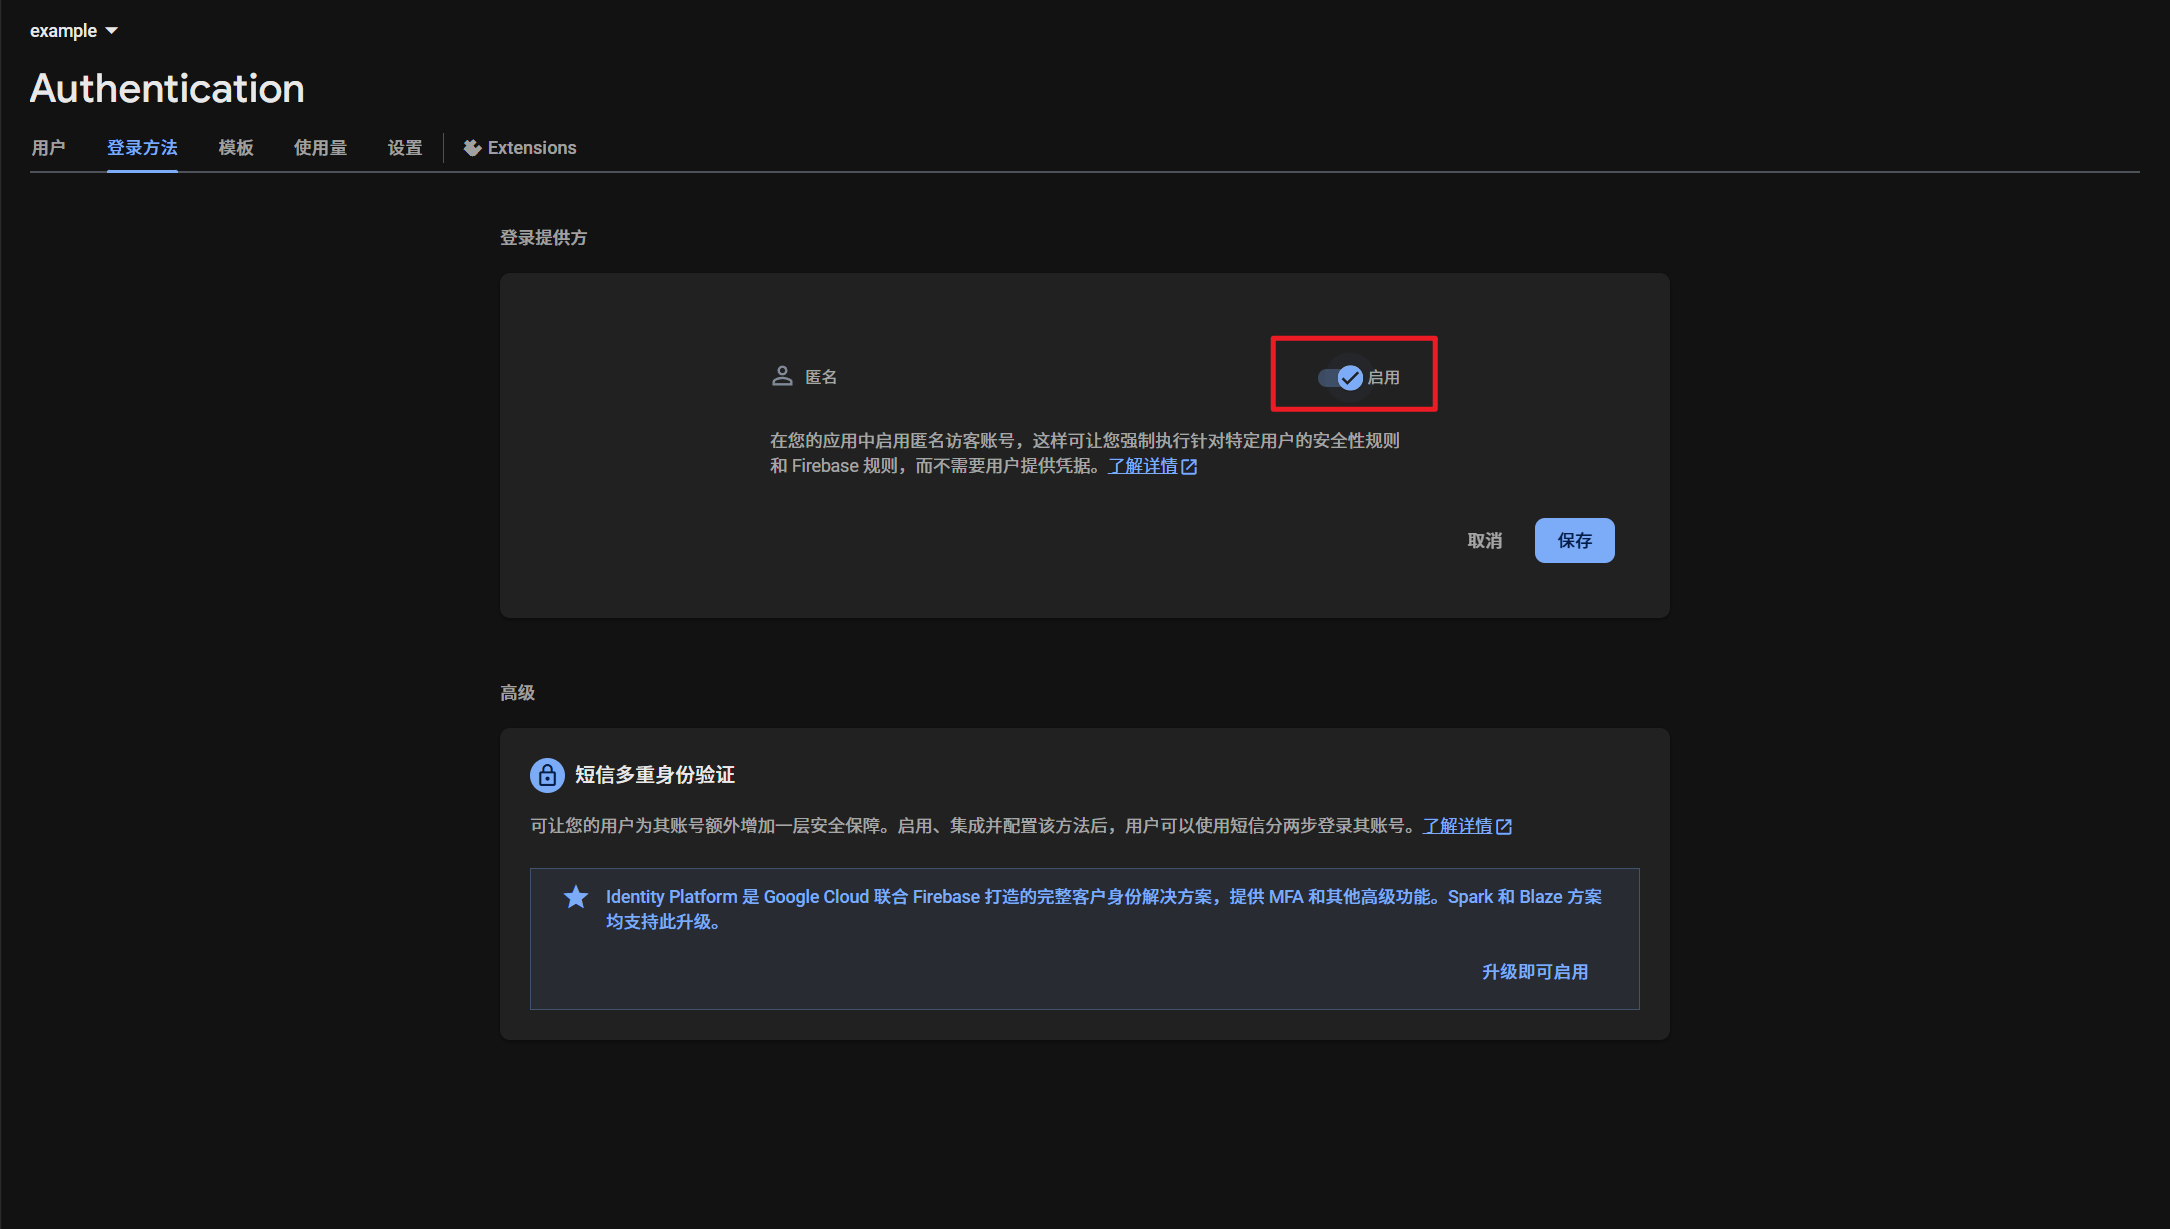 example
Authentication
用户 登录方法 模板 使用量 设置 Extensions
登录提供方
匿名 启用
在您的应用中启用匿名访客账号，这样可让您强制执行针对特定用户的安全性规则
和 Firebase 规则，而不需要用户提供凭据。了解详情
取消 保存
高级
短信多重身份验证
可让您的用户为其账号额外增加一层安全保障。启用、集成并配置该方法后，用户可以使用短信分两步登录其账号。了解详情
Identity Platform 是 Google Cloud 联合 Firebase 打造的完整客户身份解决方案，提供 MFA 和其他高级功能。Spark 和 Blaze 方案
均支持此升级。
升级即可启用